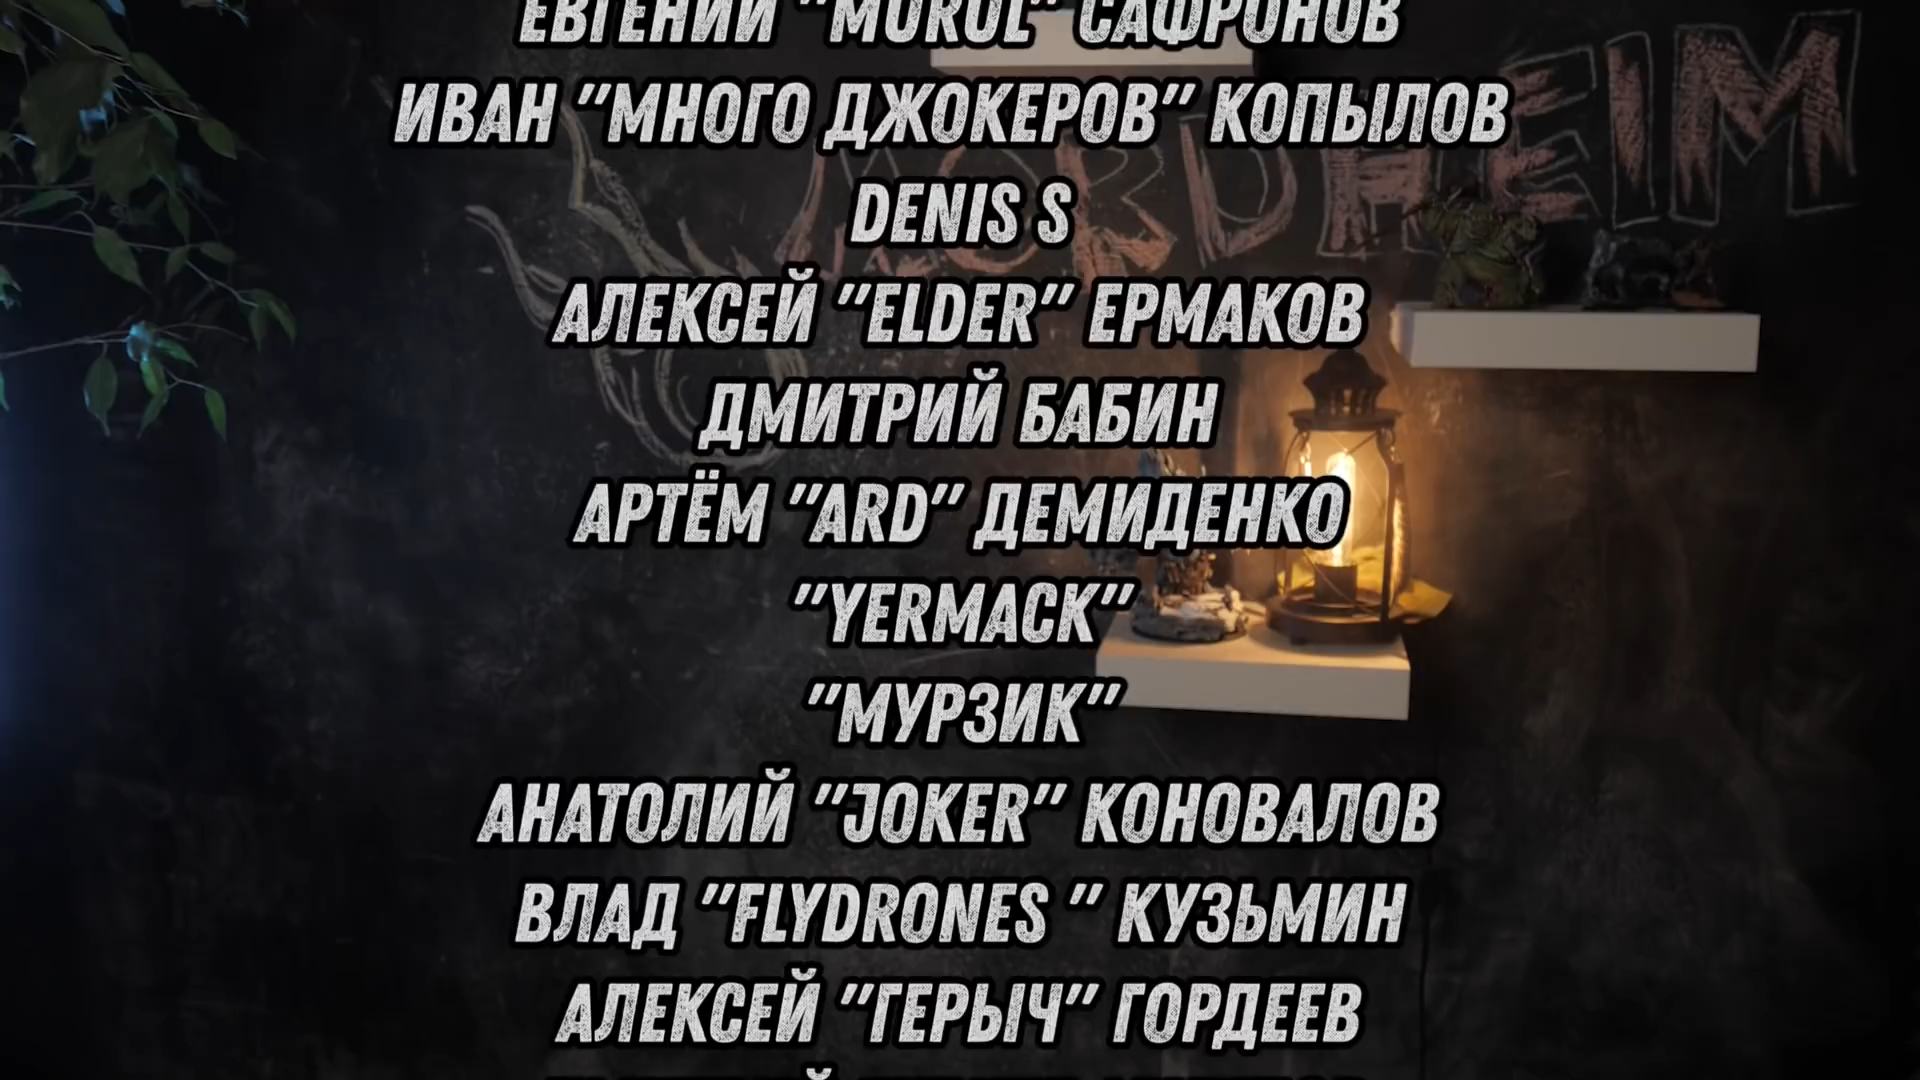 ЕВГЕНИЙ "MOROL" САФРОНОВ
ИВАН "МНОГО ДЖОКЕРОВ" КОПЫЛОВ
DENIS S
АЛЕКСЕЙ "ELDER" ЕРМАКОВ
ДМИТРИЙ БАБИН
АРТЁМ "ARD" ДЕМИДЕНКО
"YERMACK"
"МУРЗИК"
АНАТОЛИЙ "JOKER" КОНОВАЛОВ
ВЛАД "FLYDRONES " КУЗЬМИН
АЛЕКСЕЙ "ГЕРЫЧ" ГОРДЕЕВ
MORDHEIM